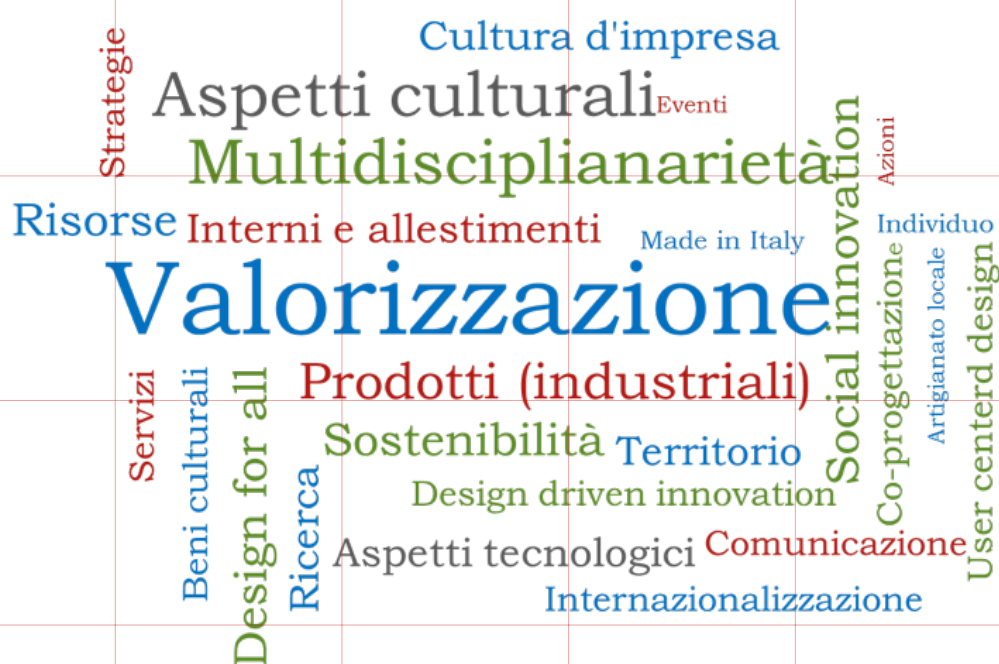 Strategie
Cultura d'impresa
Aspetti culturali
Eventi
Multidisciplianarietà
Azioni
Risorse
Interni e allestimenti
Made in Italy
Social innovation
Individuo
Valorizzazione
Co-progettazione
Artigianato locale
User centerd design
Servizi
Beni culturali
Design for all
Prodotti (industriali)
Sostenibilità
Territorio
Ricerca
Design driven innovation
Aspetti tecnologici
Comunicazione
Internazionalizzazione